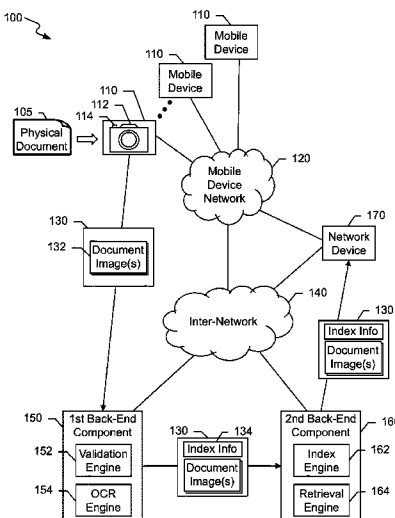 100
110
Mobile
Device
110
Mobile
Device
110
112
114
105
Physical
Document
120
Mobile
Device
Network
130
132
Document
Image(s)
170
Network
Device
140
Inter-Network
130
Index Info
Document
Image(s)
150
1st Back-End
Component
152
Validation
Engine
154
OCR
Engine
130
134
Index Info
Document
Image(s)
160
2nd Back-End
Component
Index
Engine
162
Retrieval
Engine
164